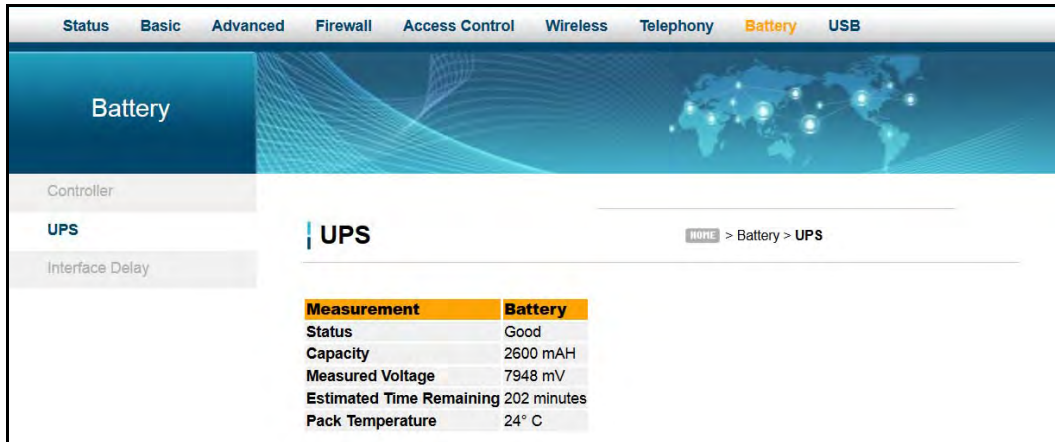 Status Basic Advanced Firewall Access Control Wireless Telephony Battery USB
Battery
Controller
UPS
Interface Delay
UPS
HOME > Battery > UPS
Measurement Battery
Status Good
Capacity 2600 mAH
Measured Voltage 7948 mV
Estimated Time Remaining 202 minutes
Pack Temperature 24° C